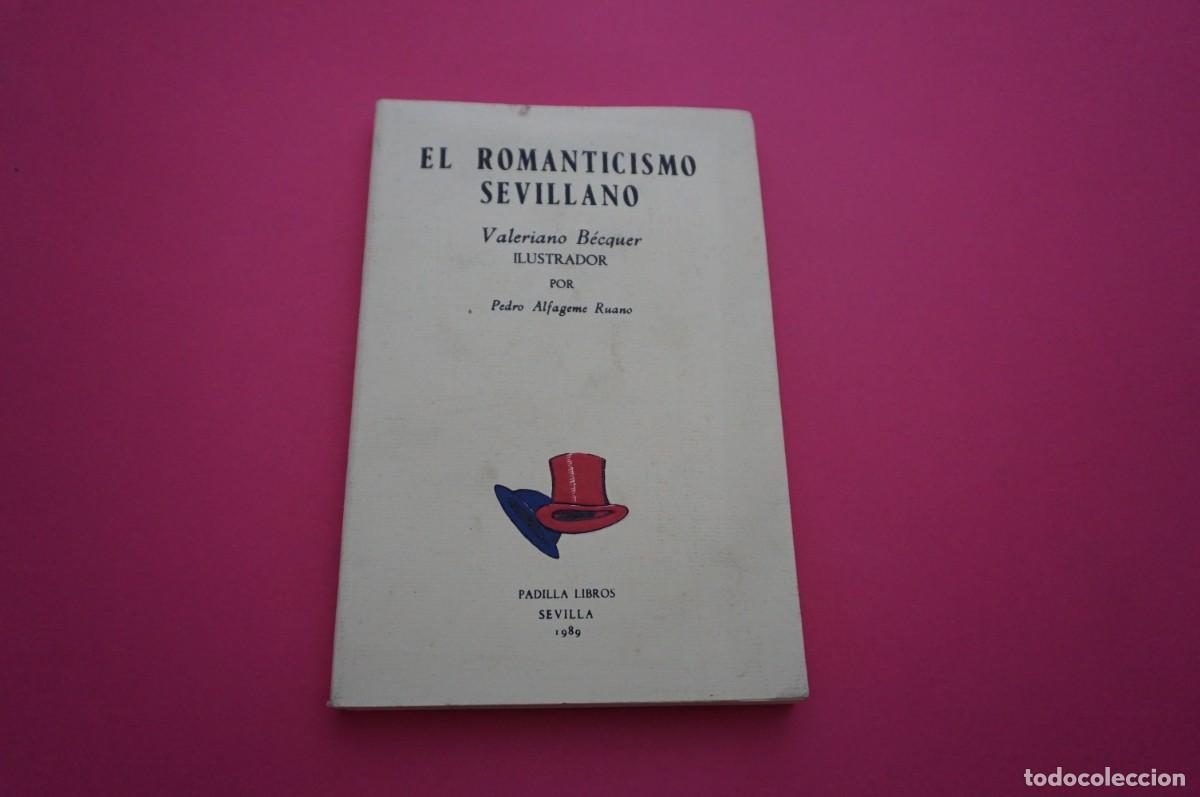 EL ROMANTICISMO
SEVILLANO
Valeriano Bécquer
ILUSTRADOR
POR
Pedro Alfageme Ruano
PADILLA LIBROS
SEVILLA
1989
todocoleccion